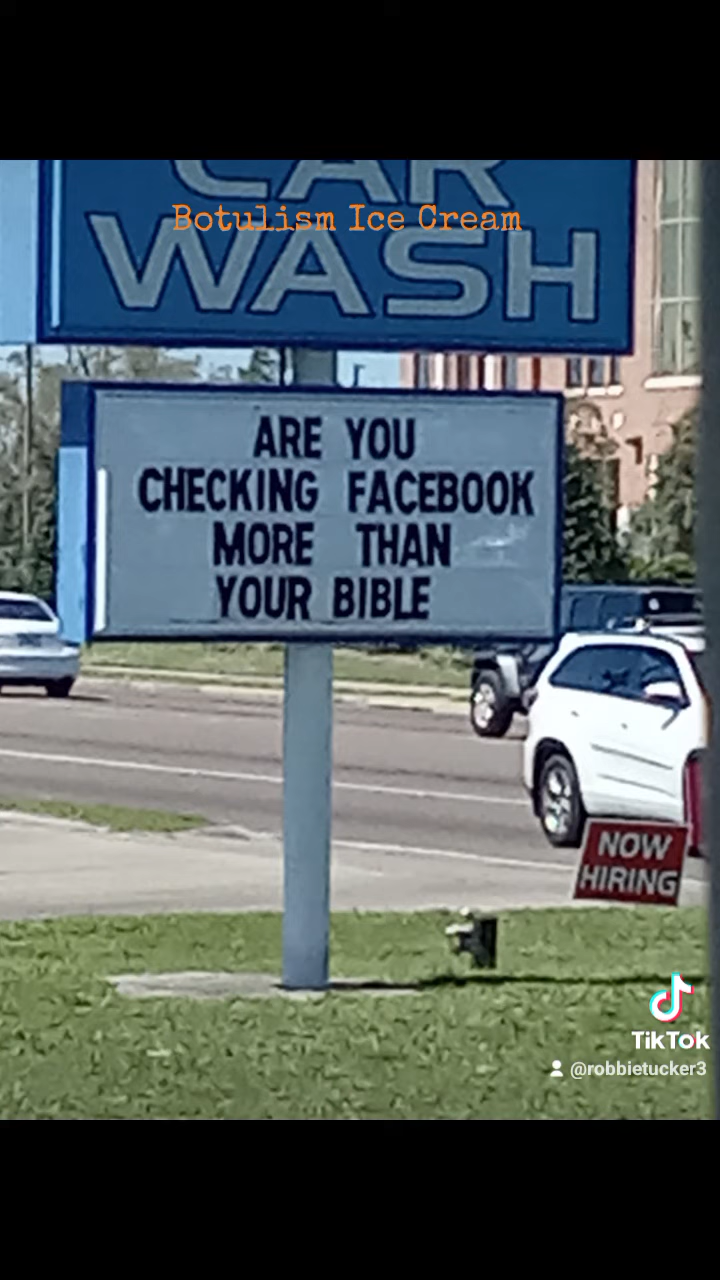 CAR
Botulism Ice Cream
WASH
ARE YOU
CHECKING FACEBOOK
MORE THAN
YOUR BIBLE
NOW
HIRING
TikTok
@robbietucker3